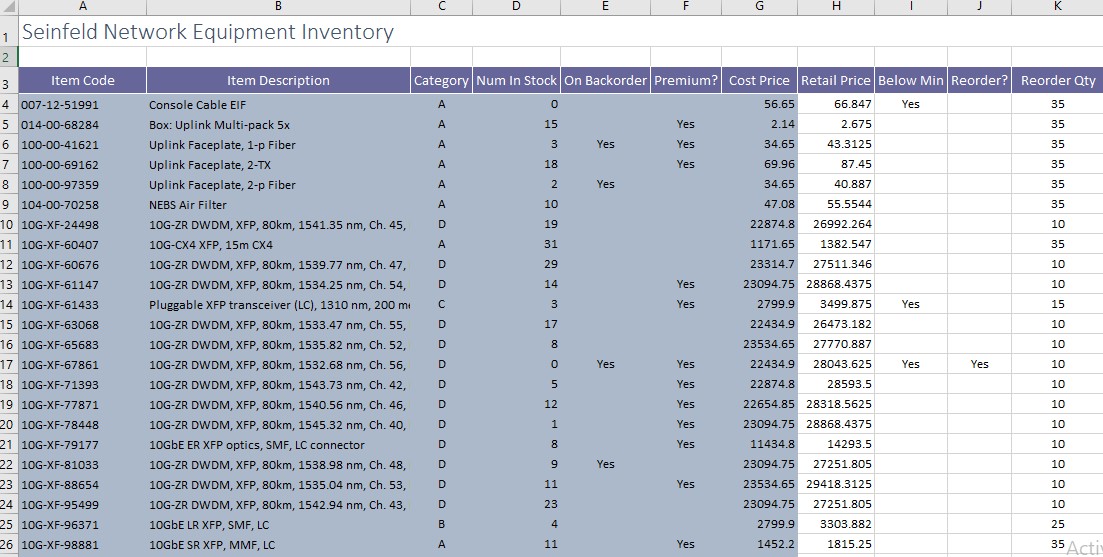 A B C D E F G H I J K
1 Seinfeld Network Equipment Inventory
2
3 Item Code Item Description Category Num In Stock On Backorder Premium? Cost Price Retail Price Below Min Reorder? Reorder Qty
4 007-12-51991 Console Cable EIF A 0 56.65 66.847 Yes 35
5 014-00-68284 Box: Uplink Multi-pack 5x A 15 Yes 2.14 2.675 35
6 100-00-41621 Uplink Faceplate, 1-p Fiber A 3 Yes Yes 34.65 43.3125 35
7 100-00-69162 Uplink Faceplate, 2-TX A 18 Yes 69.96 87.45 35
8 100-00-97359 Uplink Faceplate, 2-p Fiber A 2 Yes 34.65 40.887 35
9 104-00-70258 NEBS Air Filter A 10 47.08 55.5544 35
10 10G-XF-24498 10G-ZR DWDM, XFP, 80km, 1541.35 nm, Ch. 45, D 19 22874.8 26992.264 10
11 10G-XF-60407 10G-CX4 XFP, 15m CX4 A 31 1171.65 1382.547 35
12 10G-XF-60676 10G-ZR DWDM, XFP, 80km, 1539.77 nm, Ch. 47, D 29 23314.7 27511.346 10
13 10G-XF-61147 10G-ZR DWDM, XFP, 80km, 1534.25 nm, Ch. 54, D 14 Yes 23094.75 28868.4375 10
14 10G-XF-61433 Pluggable XFP transceiver (LC), 1310 nm, 200 me C 3 Yes 2799.9 3499.875 Yes 15
15 10G-XF-63068 10G-ZR DWDM, XFP, 80km, 1533.47 nm, Ch. 55, D 17 22434.9 26473.182 10
16 10G-XF-65683 10G-ZR DWDM, XFP, 80km, 1535.82 nm, Ch. 52, D 8 23534.65 27770.887 10
17 10G-XF-67861 10G-ZR DWDM, XFP, 80km, 1532.68 nm, Ch. 56, D 0 Yes Yes 22434.9 28043.625 Yes Yes 10
18 10G-XF-71393 10G-ZR DWDM, XFP, 80km, 1543.73 nm, Ch. 42, D 5 Yes 22874.8 28593.5 10
19 10G-XF-77871 10G-ZR DWDM, XFP, 80km, 1540.56 nm, Ch. 46, D 12 Yes 22654.85 28318.5625 10
20 10G-XF-78448 10G-ZR DWDM, XFP, 80km, 1545.32 nm, Ch. 40, D 1 Yes 23094.75 28868.4375 10
21 10G-XF-79177 10GbE ER XFP optics, SMF, LC connector D 8 Yes 11434.8 14293.5 10
22 10G-XF-81033 10G-ZR DWDM, XFP, 80km, 1538.98 nm, Ch. 48, D 9 Yes 23094.75 27251.805 10
23 10G-XF-88654 10G-ZR DWDM, XFP, 80km, 1535.04 nm, Ch. 53, D 11 Yes 23534.65 29418.3125 10
24 10G-XF-95499 10G-ZR DWDM, XFP, 80km, 1542.94 nm, Ch. 43, D 23 23094.75 27251.805 10
25 10G-XF-96371 10GbE LR XFP, SMF, LC B 4 2799.9 3303.882 25
26 10G-XF-98881 10GbE SR XFP, MMF, LC A 11 Yes 1452.2 1815.25 35 Activ